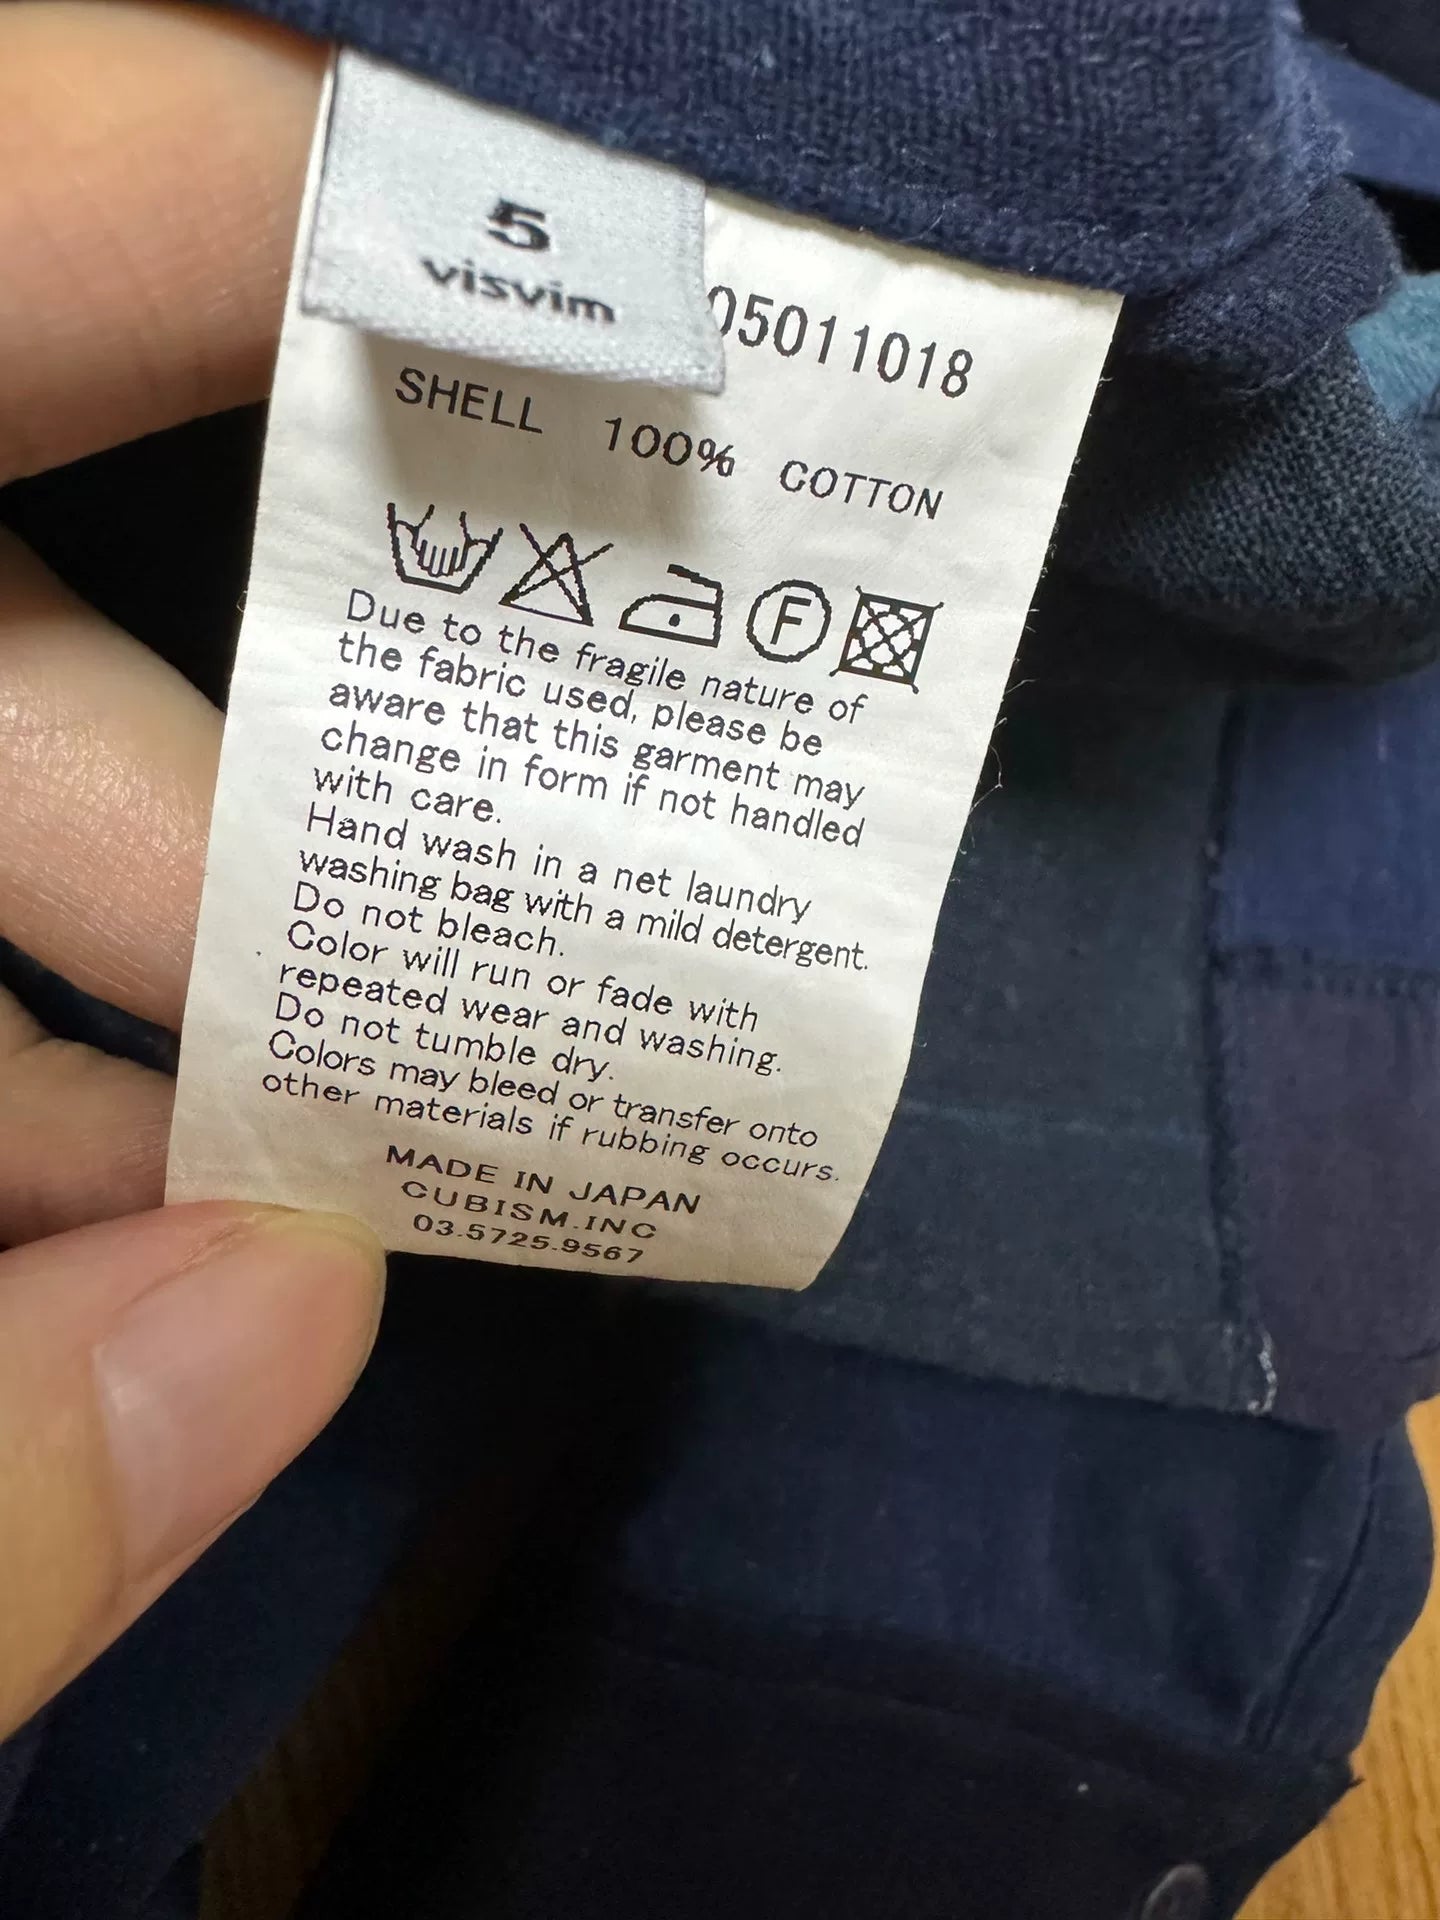 5
visvim
05011018
SHELL 100% COTTON
F
Due to the fragile nature of
the fabric used, please be
aware that this garment may
change in form if not handled
with care.
Hand wash in a net laundry
washing bag with a mild detergent.
Do not bleach.
Color will run or fade with
repeated wear and washing.
Do not tumble dry.
Colors may bleed or transfer onto
other materials if rubbing occurs.
MADE IN JAPAN
CUBISM.INC
03.5725.9567